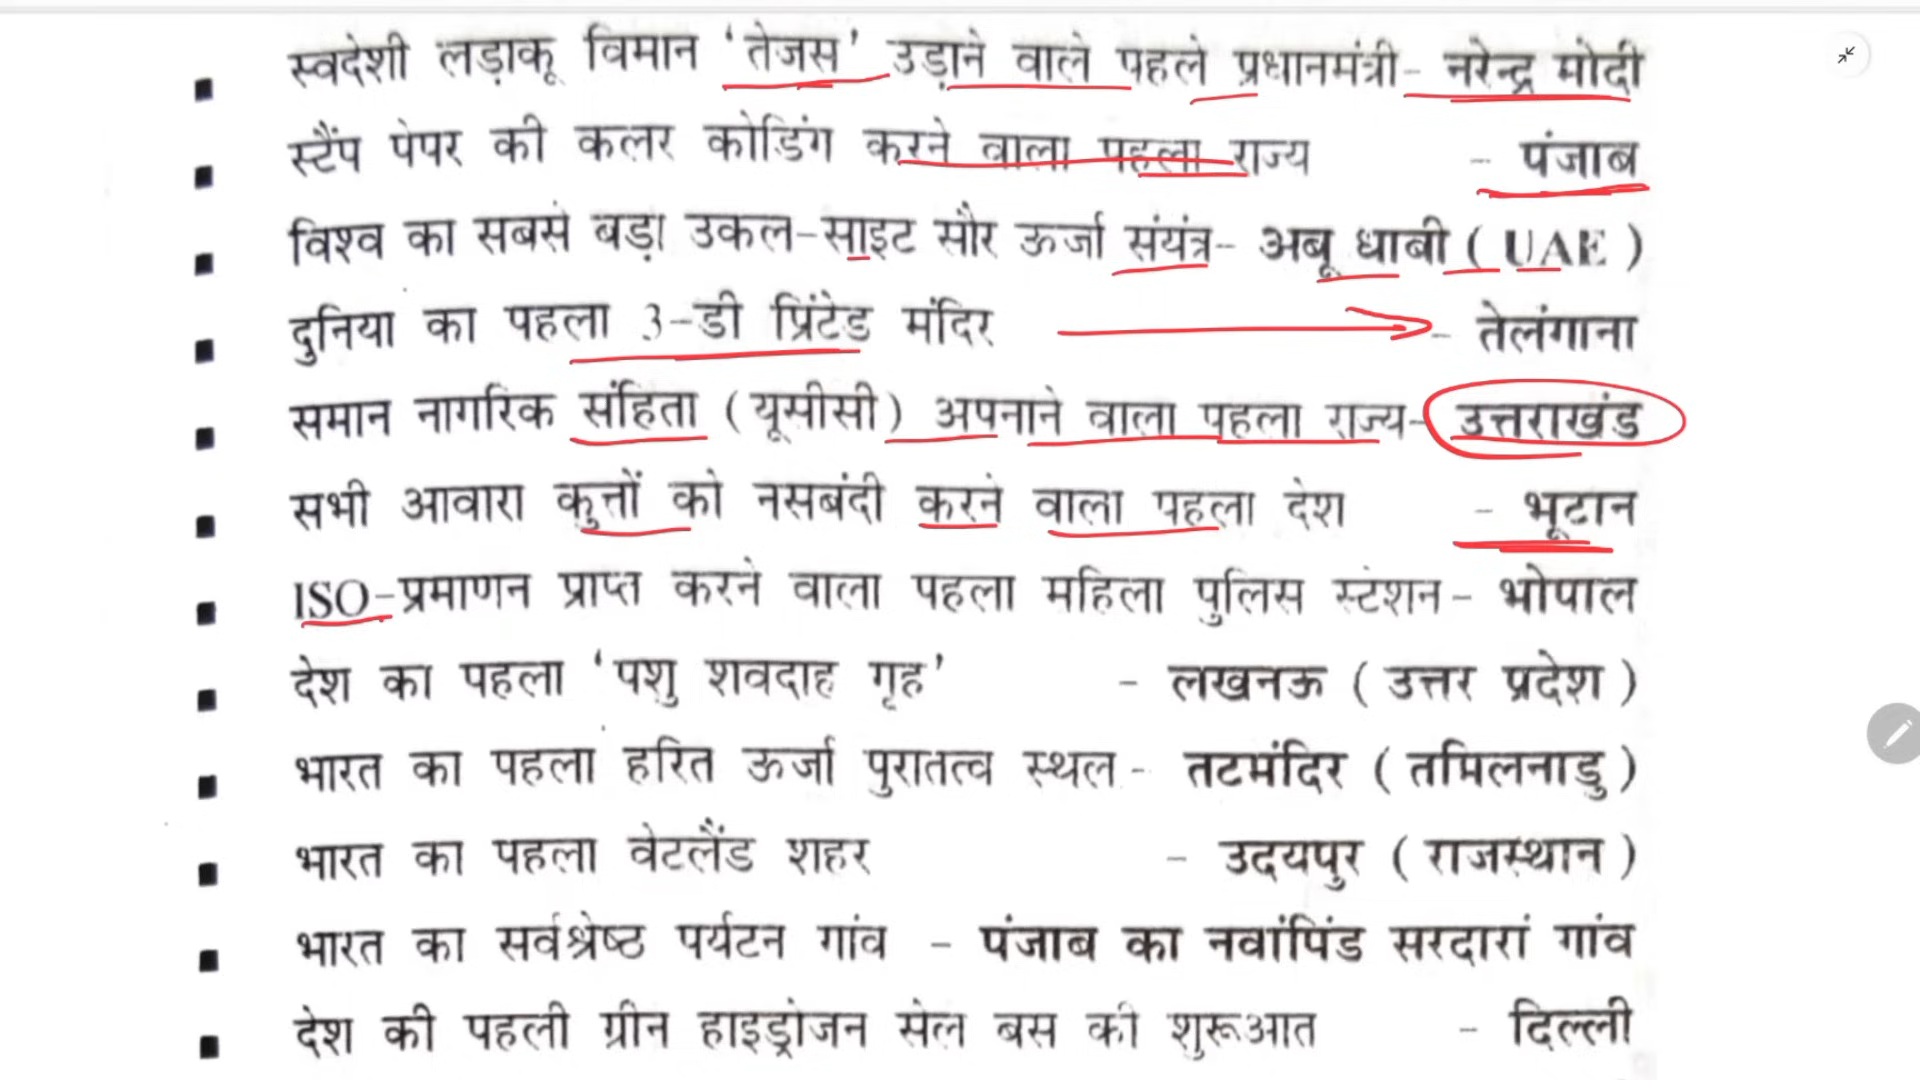 स्वदेशी लड़ाकू विमान ‘तेजस’ उड़ाने वाले पहले प्रधानमंत्री– नरेन्द्र मोदी
स्टैंप पेपर की कलर कोडिंग करने वाला पहला राज्य – पंजाब
विश्व का सबसे बड़ा उकल–साइट सौर ऊर्जा संयंत्र– अबू धाबी ( UAE )
दुनिया का पहला 3–डी प्रिंटेड मंदिर – तेलंगाना
समान नागरिक संहिता (यूसीसी) अपनाने वाला पहला राज्य– उत्तराखंड
सभी आवारा कुत्तों को नसबंदी करने वाला पहला देश – भूटान
ISO–प्रमाणन प्राप्त करने वाला पहला महिला पुलिस स्टेशन– भोपाल
देश का पहला ‘पशु शवदाह गृह’ – लखनऊ ( उत्तर प्रदेश )
भारत का पहला हरित ऊर्जा पुरातत्व स्थल– तटमंदिर ( तमिलनाडु )
भारत का पहला वेटलैंड शहर – उदयपुर ( राजस्थान )
भारत का सर्वश्रेष्ठ पर्यटन गांव – पंजाब का नवांपिंड सरदारां गांव
देश की पहली ग्रीन हाइड्रोजन सेल बस की शुरूआत – दिल्ली